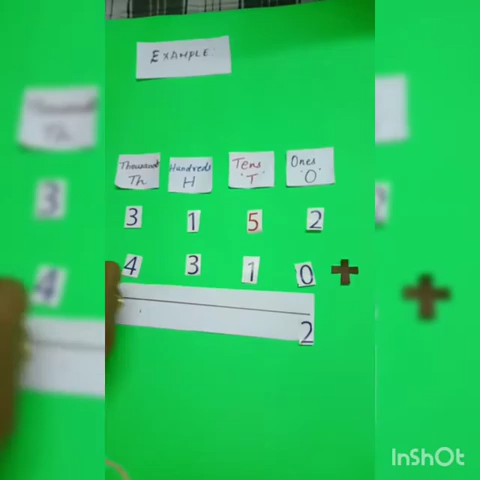 EXAMPLE:
Thousand Hundreds Tens Ones
Th H "T" "O"
3 1 5 2
4 3 1 0 +
2
InShOt